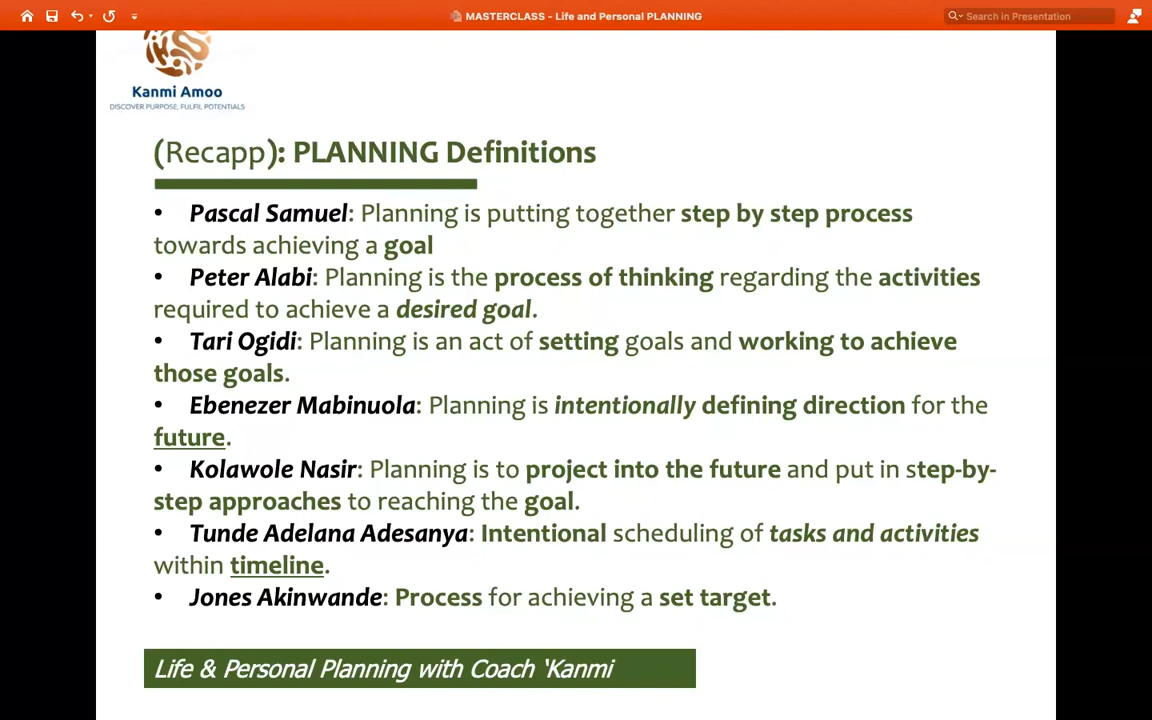 MASTERCLASS - Life and Personal PLANNING
Search in Presentation
Kanmi Amoo
DISCOVER PURPOSE, FULFIL POTENTIALS
(Recapp): PLANNING Definitions
• Pascal Samuel: Planning is putting together step by step process
towards achieving a goal
• Peter Alabi: Planning is the process of thinking regarding the activities
required to achieve a desired goal.
• Tari Ogidi: Planning is an act of setting goals and working to achieve
those goals.
• Ebenezer Mabinuola: Planning is intentionally defining direction for the
future.
• Kolawole Nasir: Planning is to project into the future and put in step-by-
step approaches to reaching the goal.
• Tunde Adelana Adesanya: Intentional scheduling of tasks and activities
within timeline.
• Jones Akinwande: Process for achieving a set target.
Life & Personal Planning with Coach 'Kanmi